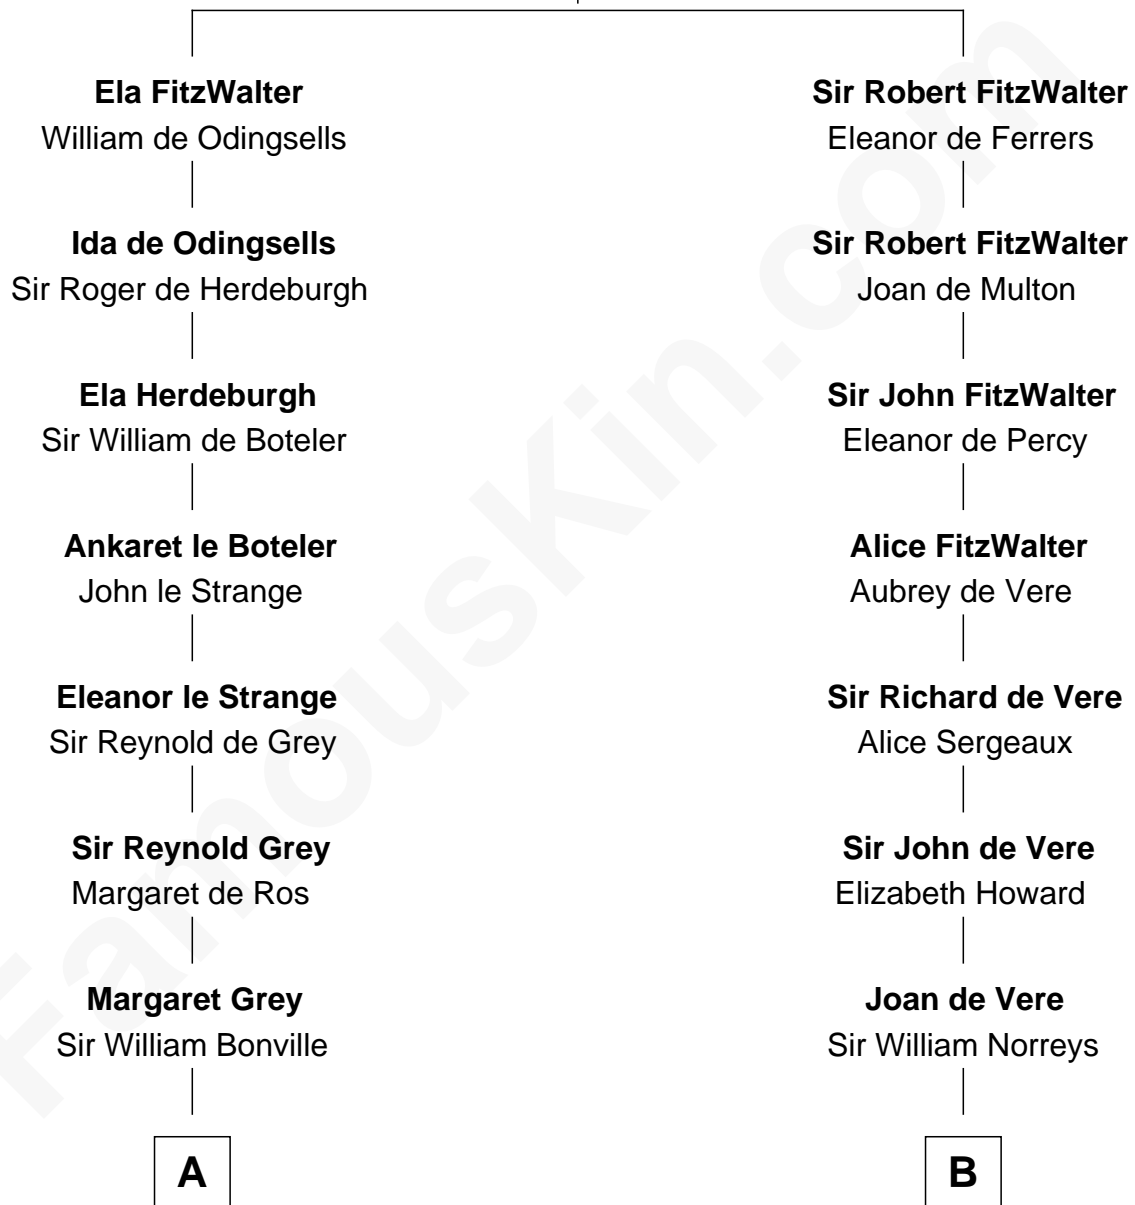 Ela FitzWalter
William de Odingsells
Ida de Odingsells
Sir Roger de Herdeburgh
Ela Herdeburgh
Sir William de Boteler
Ankaret le Boteler
John le Strange
Eleanor le Strange
Sir Reynold de Grey
Sir Reynold Grey
Margaret de Ros
Margaret Grey
Sir William Bonville
A
Sir Robert FitzWalter
Eleanor de Ferrers
Sir Robert FitzWalter
Joan de Multon
Sir John FitzWalter
Eleanor de Percy
Alice FitzWalter
Aubrey de Vere
Sir Richard de Vere
Alice Sergeaux
Sir John de Vere
Elizabeth Howard
Joan de Vere
Sir William Norreys
B
FamousKin.com